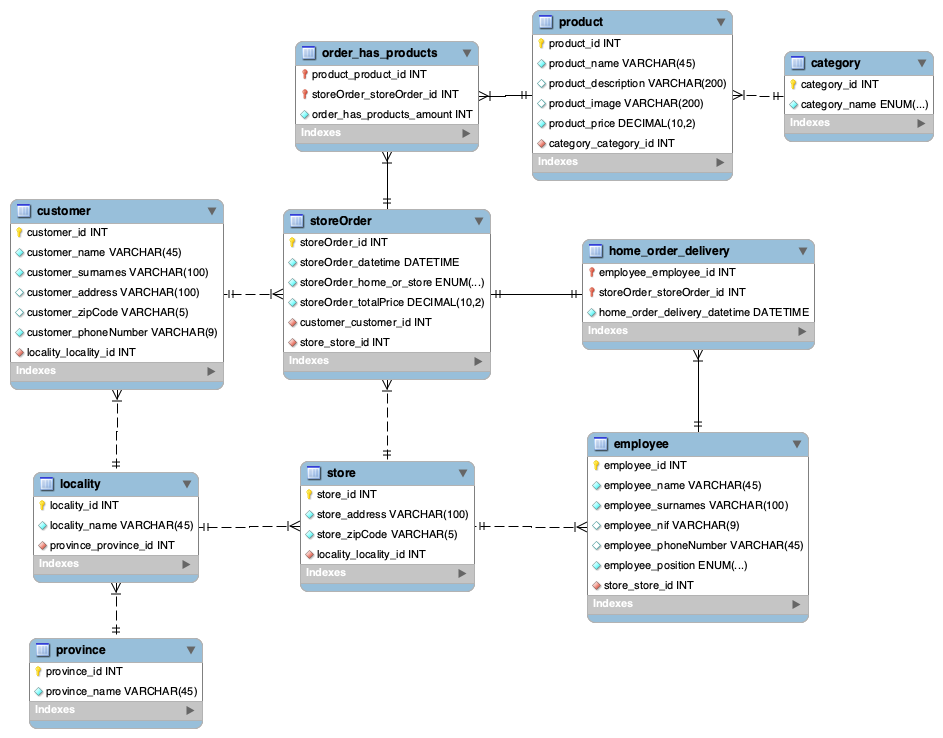 order_has_products
product_product_id INT
storeOrder_storeOrder_id INT
order_has_products_amount INT
Indexes
product
product_id INT
product_name VARCHAR(45)
product_description VARCHAR(200)
product_image VARCHAR(200)
product_price DECIMAL(10,2)
category_category_id INT
Indexes
category
category_id INT
category_name ENUM(...)
Indexes
customer
customer_id INT
customer_name VARCHAR(45)
customer_surnames VARCHAR(100)
customer_address VARCHAR(100)
customer_zipCode VARCHAR(5)
customer_phoneNumber VARCHAR(9)
locality_locality_id INT
Indexes
storeOrder
storeOrder_id INT
storeOrder_datetime DATETIME
storeOrder_home_or_store ENUM(...)
storeOrder_totalPrice DECIMAL(10,2)
customer_customer_id INT
store_store_id INT
Indexes
home_order_delivery
employee_employee_id INT
storeOrder_storeOrder_id INT
home_order_delivery_datetime DATETIME
Indexes
locality
locality_id INT
locality_name VARCHAR(45)
province_province_id INT
Indexes
store
store_id INT
store_address VARCHAR(100)
store_zipCode VARCHAR(5)
locality_locality_id INT
Indexes
employee
employee_id INT
employee_name VARCHAR(45)
employee_surnames VARCHAR(100)
employee_nif VARCHAR(9)
employee_phoneNumber VARCHAR(45)
employee_position ENUM(...)
store_store_id INT
Indexes
province
province_id INT
province_name VARCHAR(45)
Indexes